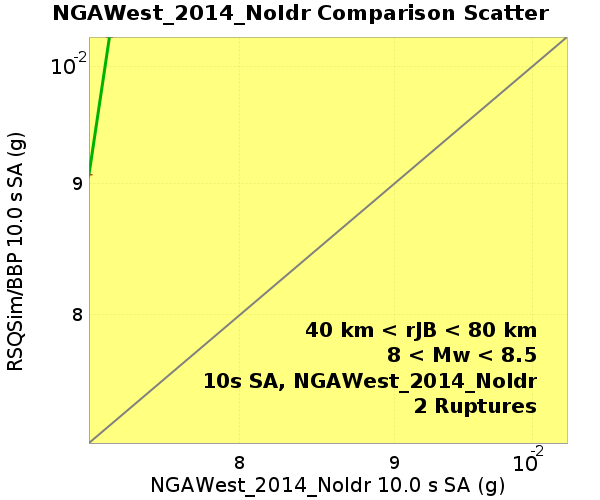 NGAWest_2014_NoIdr Comparison Scatter
10-2
9
8
RSQSim/BBP 10.0 s SA (g)
40 km < rJB < 80 km
8 < Mw < 8.5
10s SA, NGAWest_2014_NoIdr
2 Ruptures
8
9
10-2
NGAWest_2014_NoIdr 10.0 s SA (g)